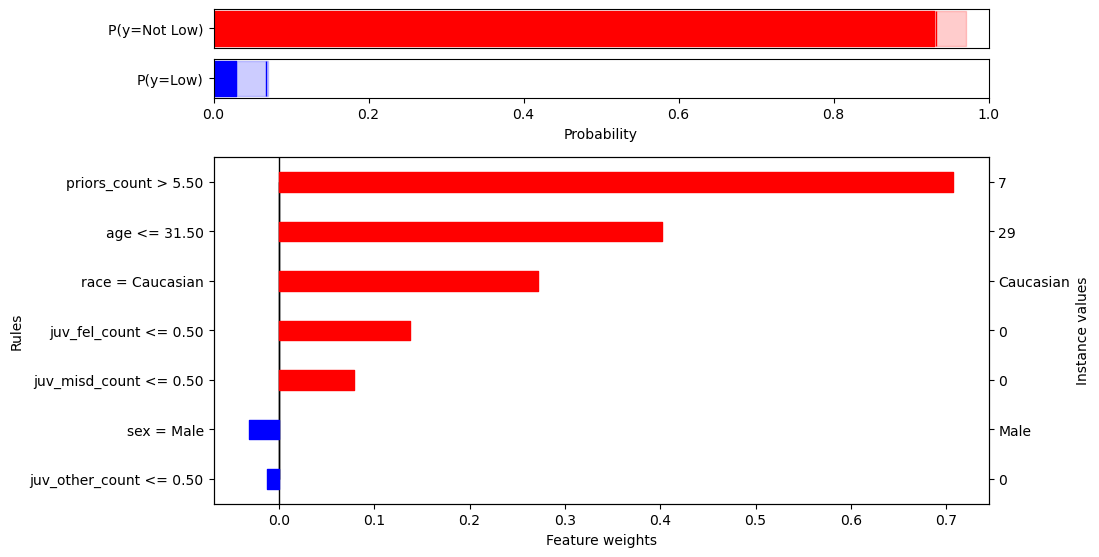 P(y=Not Low)
P(y=Low)
0.0 0.2 0.4 0.6 0.8 1.0
Probability
priors_count > 5.50 7
age <= 31.50 29
race = Caucasian Caucasian
juv_fel_count <= 0.50 0
juv_misd_count <= 0.50 0
sex = Male Male
juv_other_count <= 0.50 0
Rules
Instance values
0.0 0.1 0.2 0.3 0.4 0.5 0.6 0.7
Feature weights